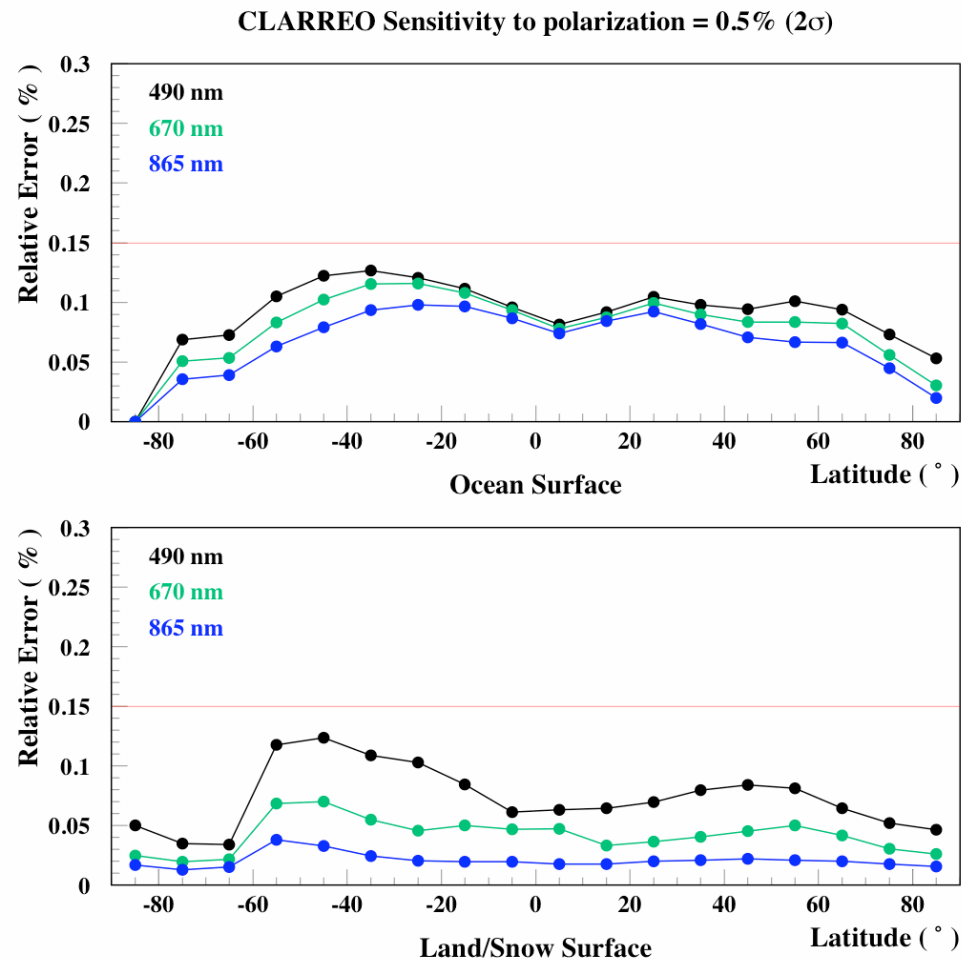 CLARREO Sensitivity to polarization = 0.5% (2σ)
Relative Error ( % )
0.3
0.25
0.2
0.15
0.1
0.05
0
490 nm
670 nm
865 nm
-80 -60 -40 -20 0 20 40 60 80
Latitude ( ° )
Ocean Surface
Relative Error ( % )
0.3
0.25
0.2
0.15
0.1
0.05
0
490 nm
670 nm
865 nm
-80 -60 -40 -20 0 20 40 60 80
Latitude ( ° )
Land/Snow Surface